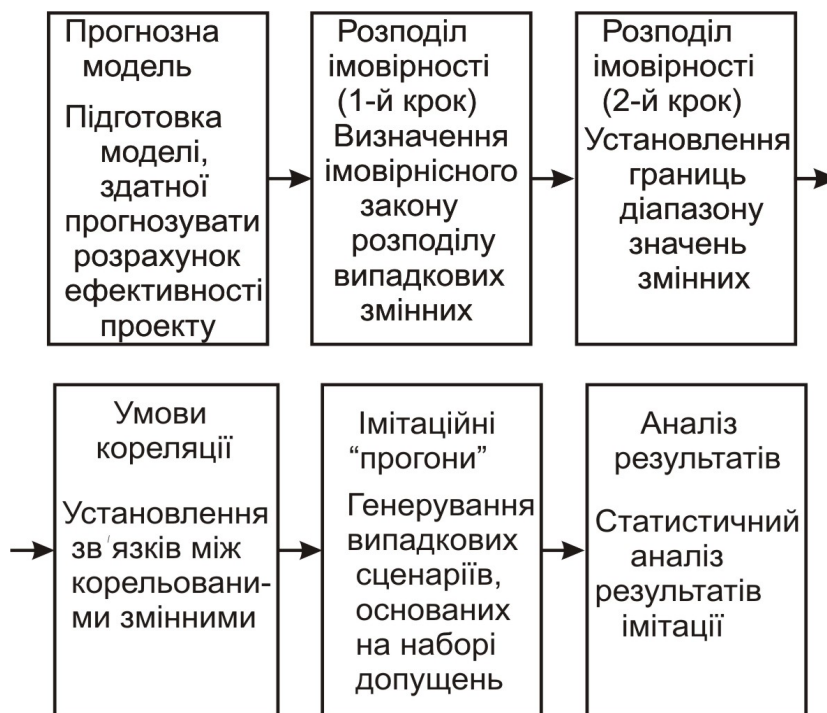 Прогнозна
модель
Підготовка
моделі,
здатної
прогнозувати
розрахунок
ефективності
проекту
Розподіл
імовірності
(1-й крок)
Визначення
імовірнісного
закону
розподілу
випадкових
змінних
Розподіл
імовірності
(2-й крок)
Установлення
границь
діапазону
значень
змінних
Умови
кореляції
Установлення
зв'язків між
корельовани-
ми змінними
Імітаційні
“прогони”
Генерування
випадкових
сценаріїв,
основаних
на наборі
допущень
Аналіз
результатів
Статистичний
аналіз
результатів
імітації